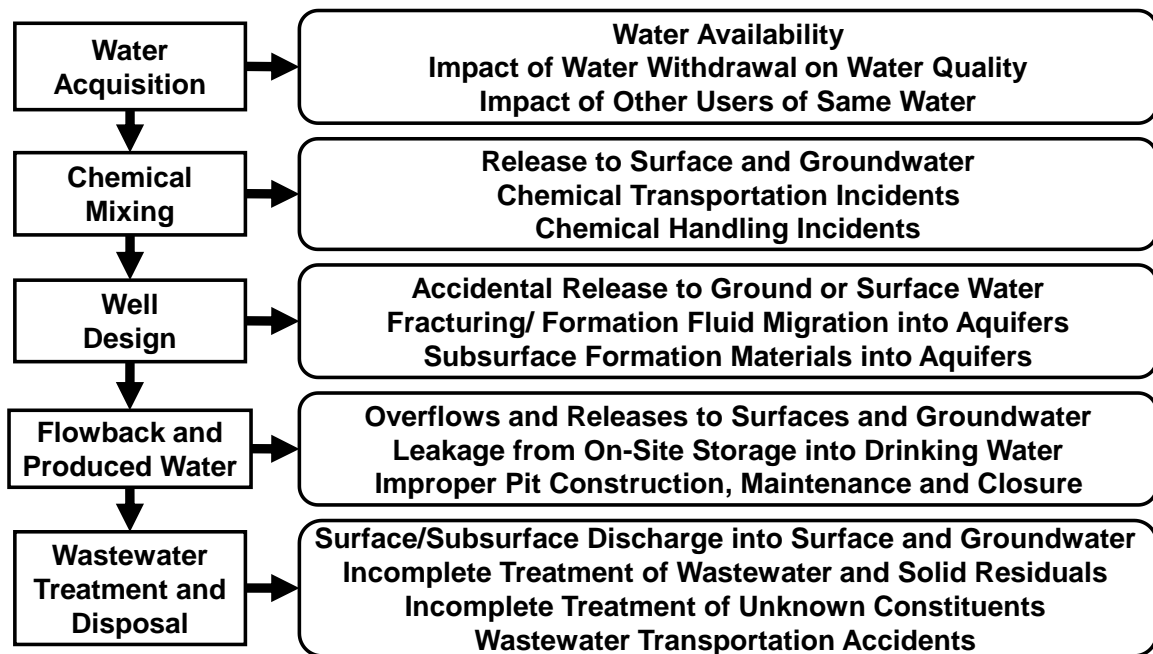 Water
Acquisition
Water Availability
Impact of Water Withdrawal on Water Quality
Impact of Other Users of Same Water
Chemical
Mixing
Release to Surface and Groundwater
Chemical Transportation Incidents
Chemical Handling Incidents
Well
Design
Accidental Release to Ground or Surface Water
Fracturing/ Formation Fluid Migration into Aquifers
Subsurface Formation Materials into Aquifers
Flowback and
Produced Water
Overflows and Releases to Surfaces and Groundwater
Leakage from On-Site Storage into Drinking Water
Improper Pit Construction, Maintenance and Closure
Wastewater
Treatment and
Disposal
Surface/Subsurface Discharge into Surface and Groundwater
Incomplete Treatment of Wastewater and Solid Residuals
Incomplete Treatment of Unknown Constituents
Wastewater Transportation Accidents